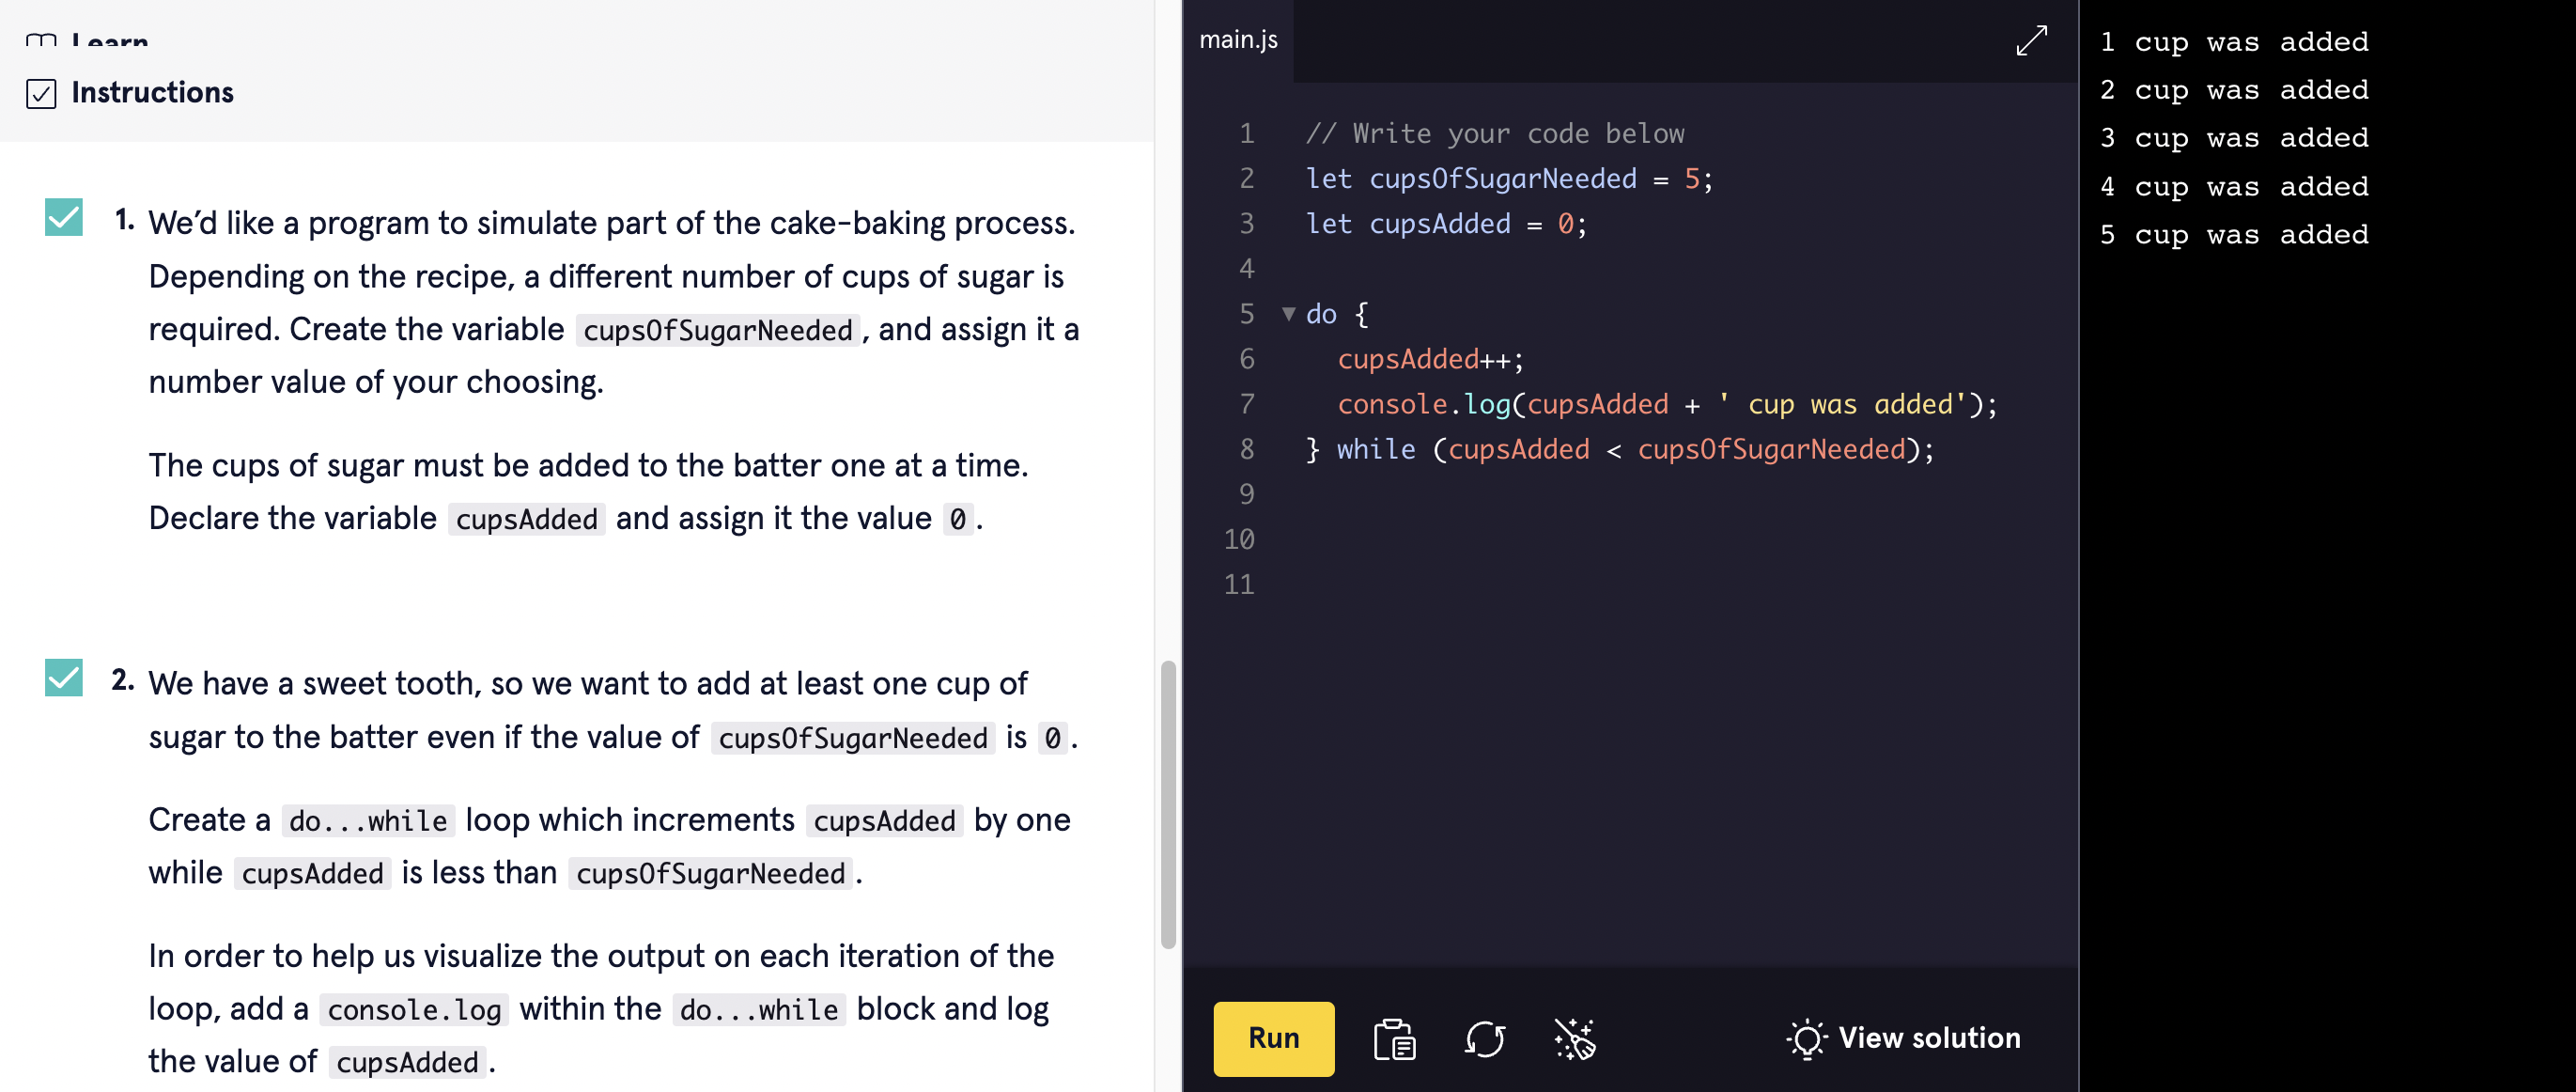 Learn
Instructions
1. We’d like a program to simulate part of the cake-baking process.
Depending on the recipe, a different number of cups of sugar is
required. Create the variable cupsOfSugarNeeded, and assign it a
number value of your choosing.
The cups of sugar must be added to the batter one at a time.
Declare the variable cupsAdded and assign it the value 0.
2. We have a sweet tooth, so we want to add at least one cup of
sugar to the batter even if the value of cupsOfSugarNeeded is 0.
Create a do...while loop which increments cupsAdded by one
while cupsAdded is less than cupsOfSugarNeeded.
In order to help us visualize the output on each iteration of the
loop, add a console.log within the do...while block and log
the value of cupsAdded.
main.js
1 // Write your code below
2 let cupsOfSugarNeeded = 5;
3 let cupsAdded = 0;
4
5 do {
6 cupsAdded++;
7 console.log(cupsAdded + ' cup was added');
8 } while (cupsAdded < cupsOfSugarNeeded);
9
10
11
Run
View solution
1 cup was added
2 cup was added
3 cup was added
4 cup was added
5 cup was added